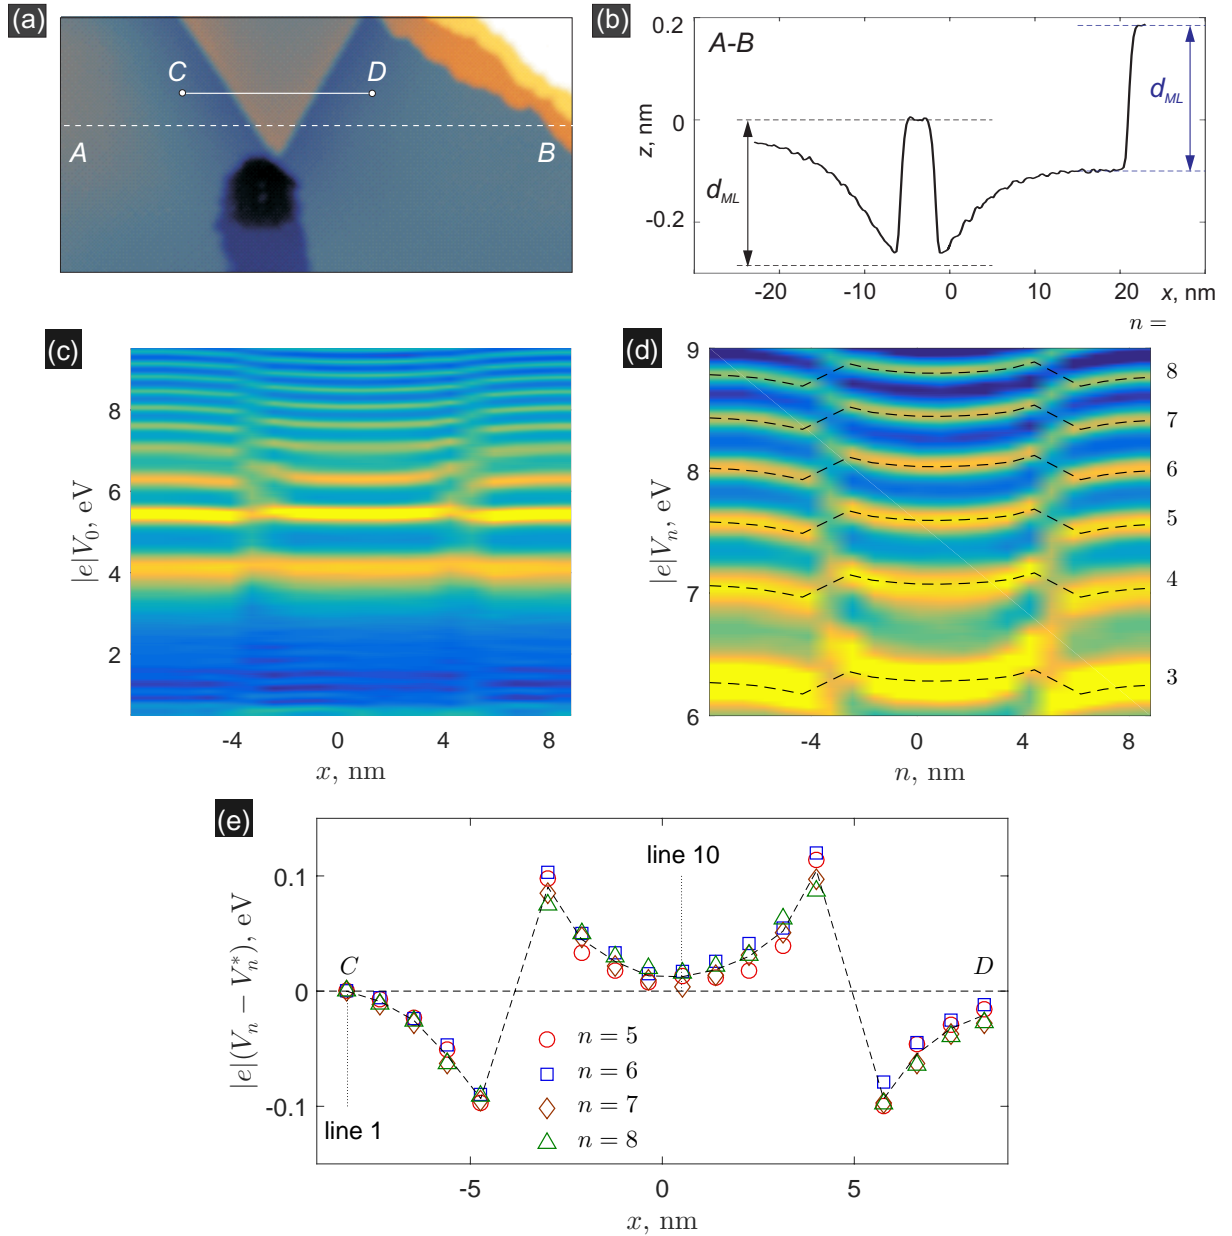 (a)
C
D
A
B
(b)
A-B
0.2
0
-0.2
z, nm
d_ML
d_ML
-20
-10
0
10
20
x, nm
(c)
8
6
4
2
|e|V_0, eV
-4
0
4
8
x, nm
(d)
n =
9
8
7
6
|e|V_n, eV
8
7
6
5
4
3
-4
0
4
8
n, nm
(e)
0.1
0
-0.1
|e|(V_n − V_n^*), eV
C
line 10
D
line 1
n = 5
n = 6
n = 7
n = 8
-5
0
5
x, nm